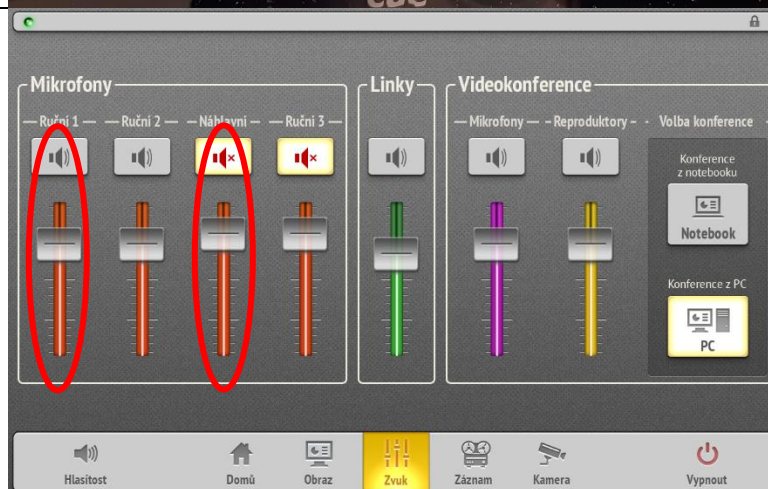 Mikrofony
Linky
Videokonference
Ruční 1
Ruční 2
Náhlavní
Ruční 3
Mikrofony
Reproduktory
Volba konference
Konference
z notebooku
Notebook
Konference z PC
PC
Hlasitost
Domů
Obraz
Zvuk
Záznam
Kamera
Vypnout